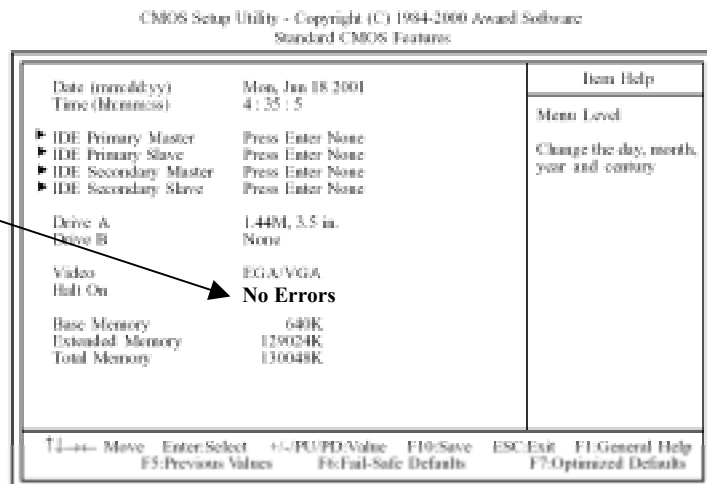 CMOS Setup Utility - Copyright (C) 1984-2000 Award Software
Standard CMOS Features
Date (mm:dd:yy) Mon, Jun 18 2001
Time (hh:mm:ss) 4 : 35 : 5
IDE Primary Master Press Enter None
IDE Primary Slave Press Enter None
IDE Secondary Master Press Enter None
IDE Secondary Slave Press Enter None
Drive A 1.44M, 3.5 in.
Drive B None
Video EGA/VGA
Halt On No Errors
Base Memory 640K
Extended Memory 129024K
Total Memory 130048K
Item Help
Menu Level
Change the day, month,
year and century
↑↓→← Move Enter:Select +/-/PU/PD:Value F10:Save ESC:Exit F1:General Help
F5:Previous Values F6:Fail-Safe Defaults F7:Optimized Defaults